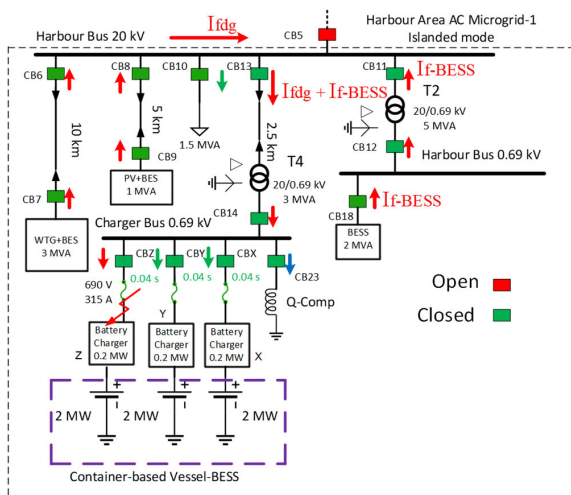 Harbour Bus 20 kV
Ifdg
CB5
Harbour Area AC Microgrid-1
Islanded mode
CB6
CB8
CB10
CB13
CB11
If-BESS
Ifdg + If-BESS
T2
20/0.69 kV
5 MVA
10 km
5 km
2.5 km
1.5 MVA
CB9
PV+BES
1 MVA
CB12
Harbour Bus 0.69 kV
T4
20/0.69 kV
3 MVA
CB7
CB14
CB18
If-BESS
BESS
2 MVA
WTG+BES
3 MVA
Charger Bus 0.69 kV
CBZ
CBY
CBX
CB23
690 V
315 A
0.04 s
0.04 s
0.04 s
Q-Comp
Open
Closed
Y
Battery
Charger
0.2 MW
Battery
Charger
0.2 MW
Battery
Charger
0.2 MW
Z
X
+
+
+
2 MW
2 MW
2 MW
-
-
-
Container-based Vessel-BESS